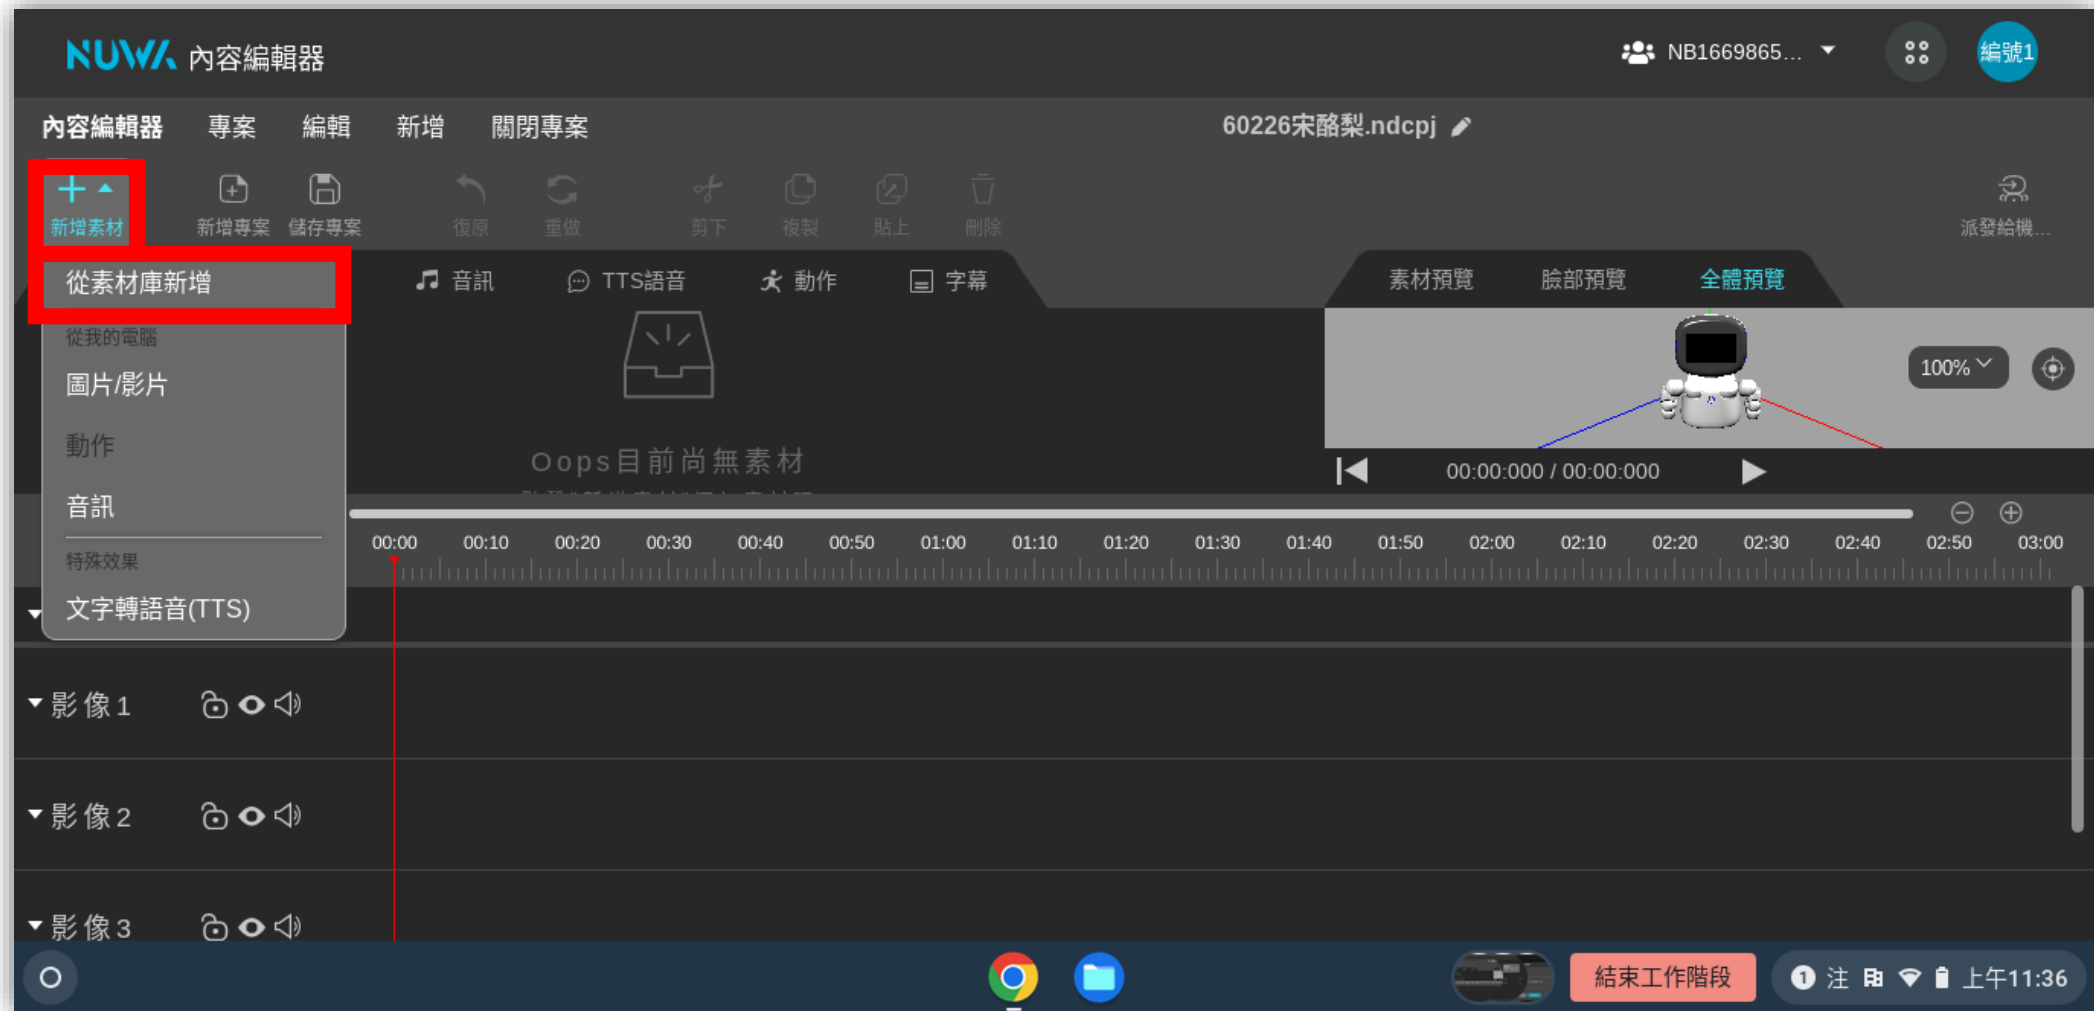 NUWA 內容編輯器
NB1669865...
編號1
內容編輯器 專案 編輯 新增 關閉專案
60226宋酪梨.ndcpj
新增素材 新增專案 儲存專案 復原 重做 剪下 複製 貼上 刪除 派發給機...
從素材庫新增
音訊 TTS語音 動作 字幕
素材預覽 臉部預覽 全體預覽
從我的電腦
圖片/影片
動作
音訊
特殊效果
文字轉語音(TTS)
Oops目前尚無素材
100%
00:00:000 / 00:00:000
00:00 00:10 00:20 00:30 00:40 00:50 01:00 01:10 01:20 01:30 01:40 01:50 02:00 02:10 02:20 02:30 02:40 02:50 03:00
影像1
影像2
影像3
結束工作階段
1 注 上午11:36